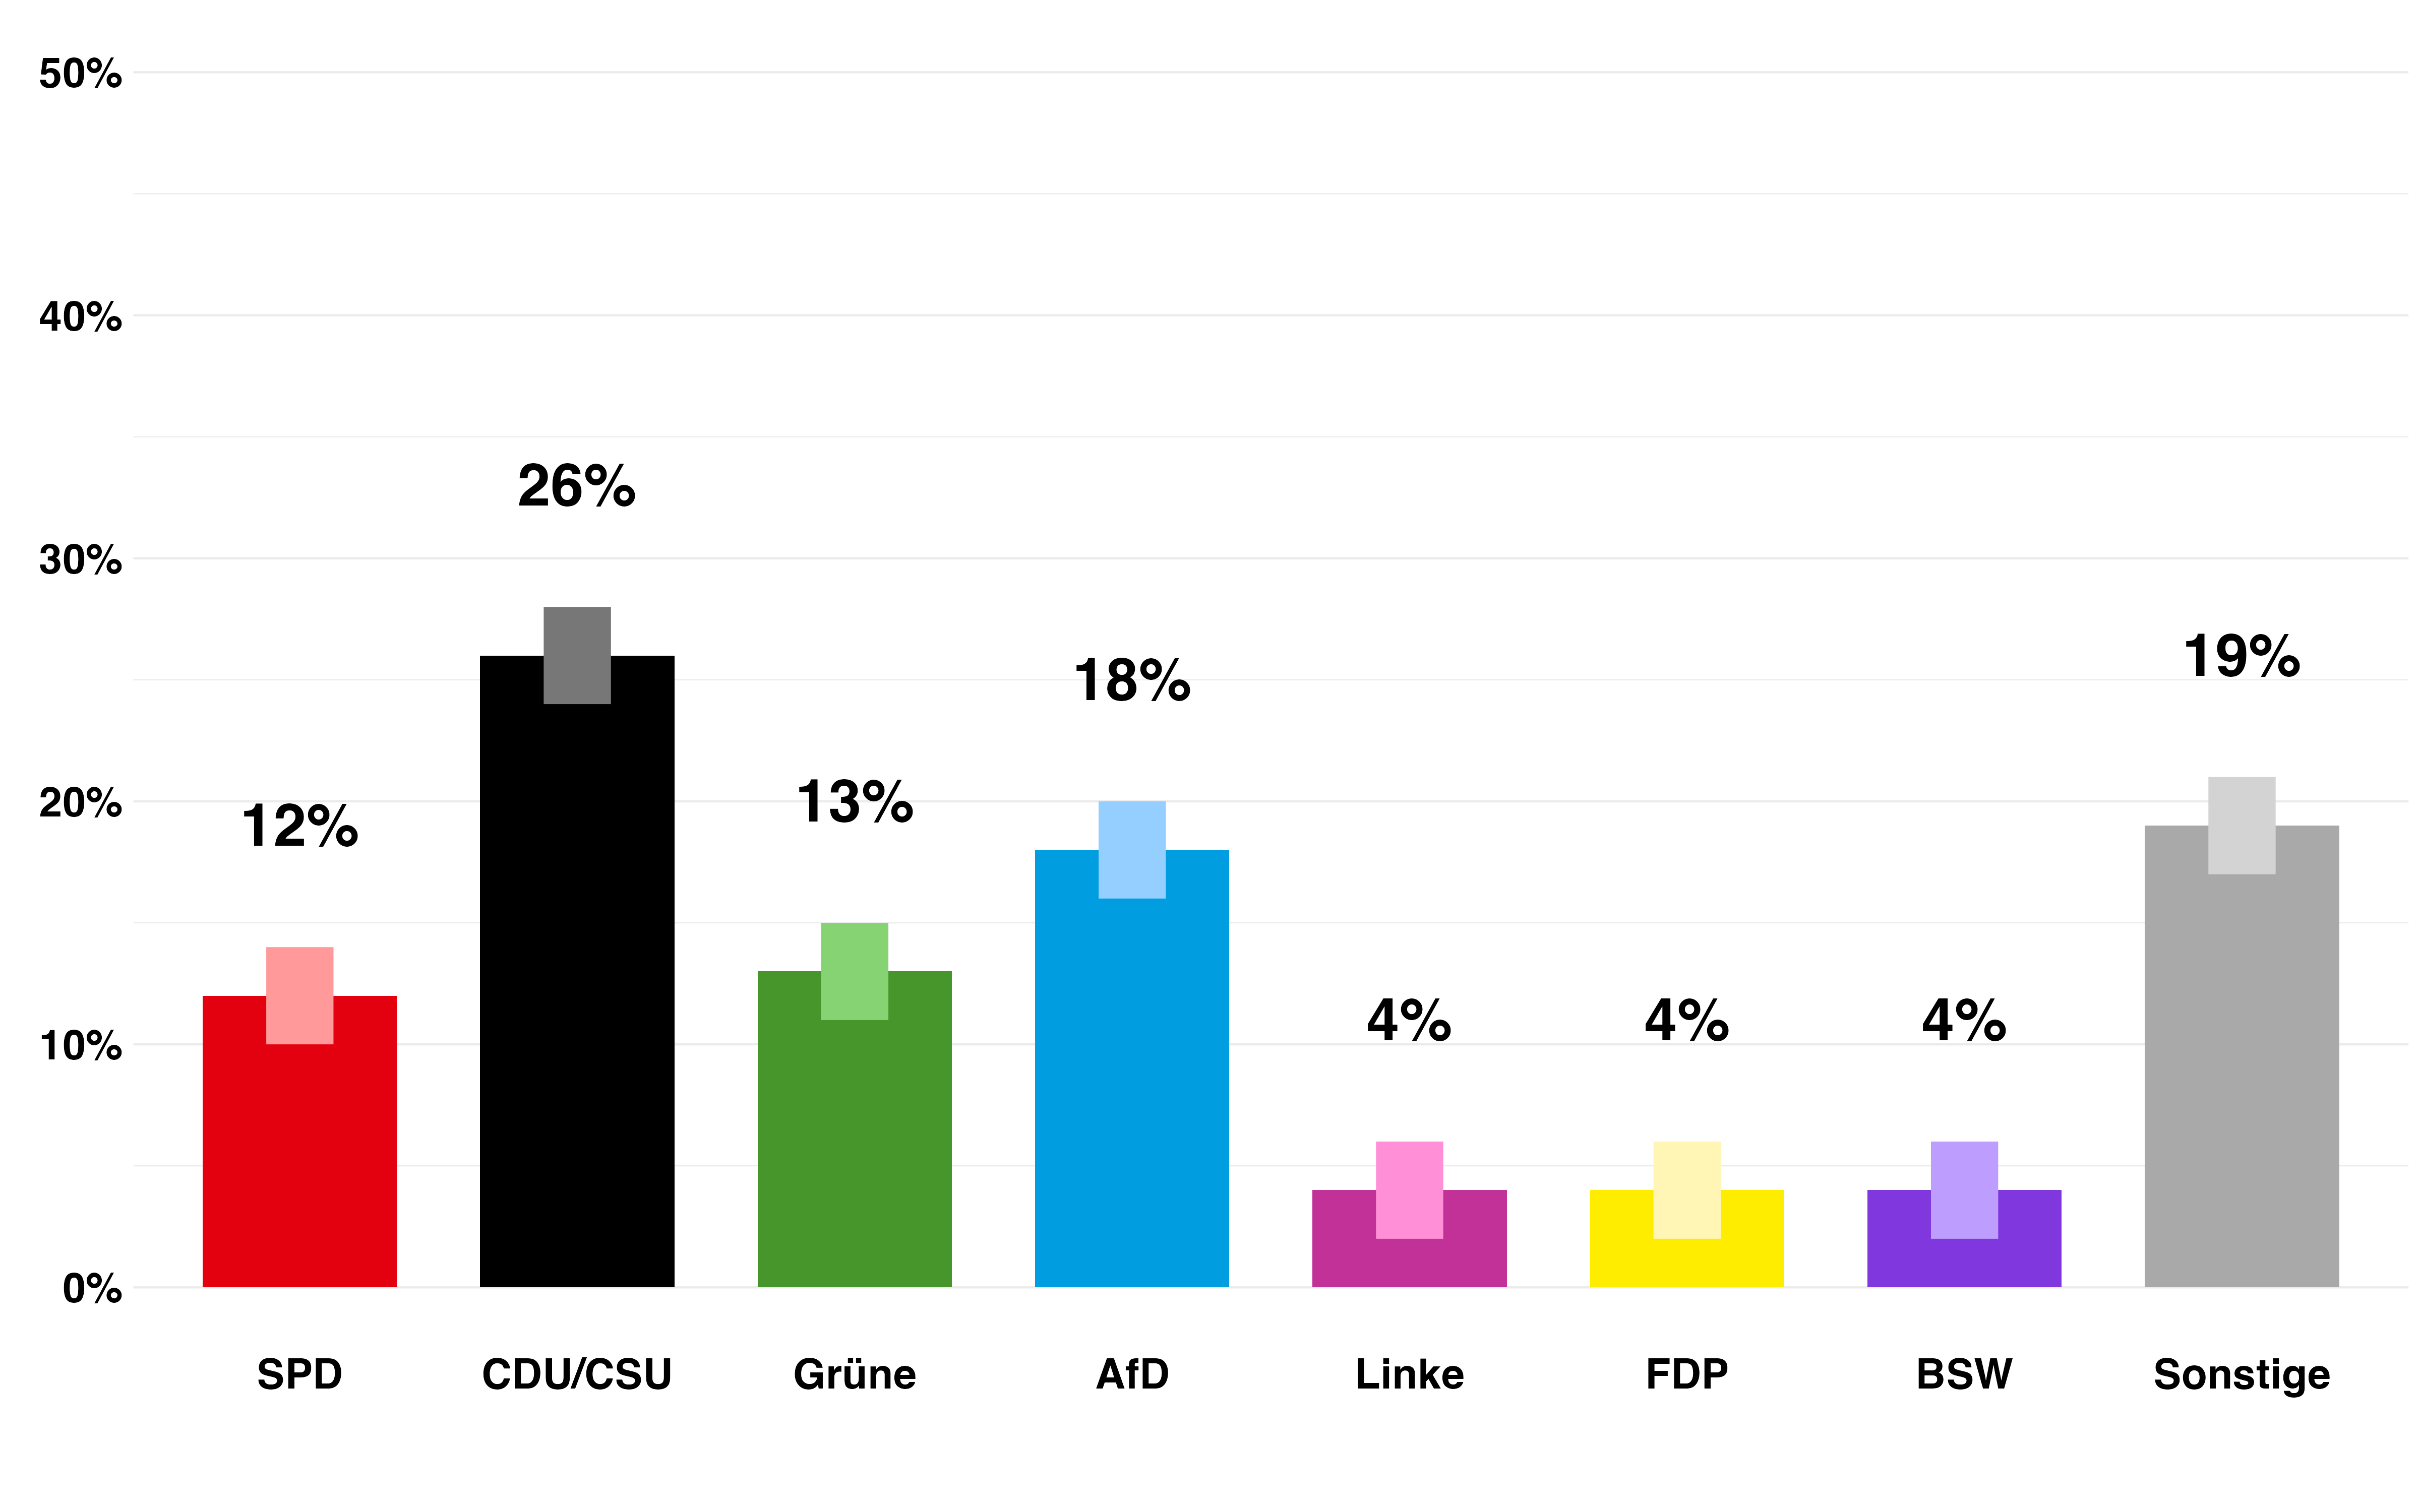 50%
40%
30%
20%
10%
0%
12%
26%
13%
18%
4%
4%
4%
19%
SPD
CDU/CSU
Grüne
AfD
Linke
FDP
BSW
Sonstige